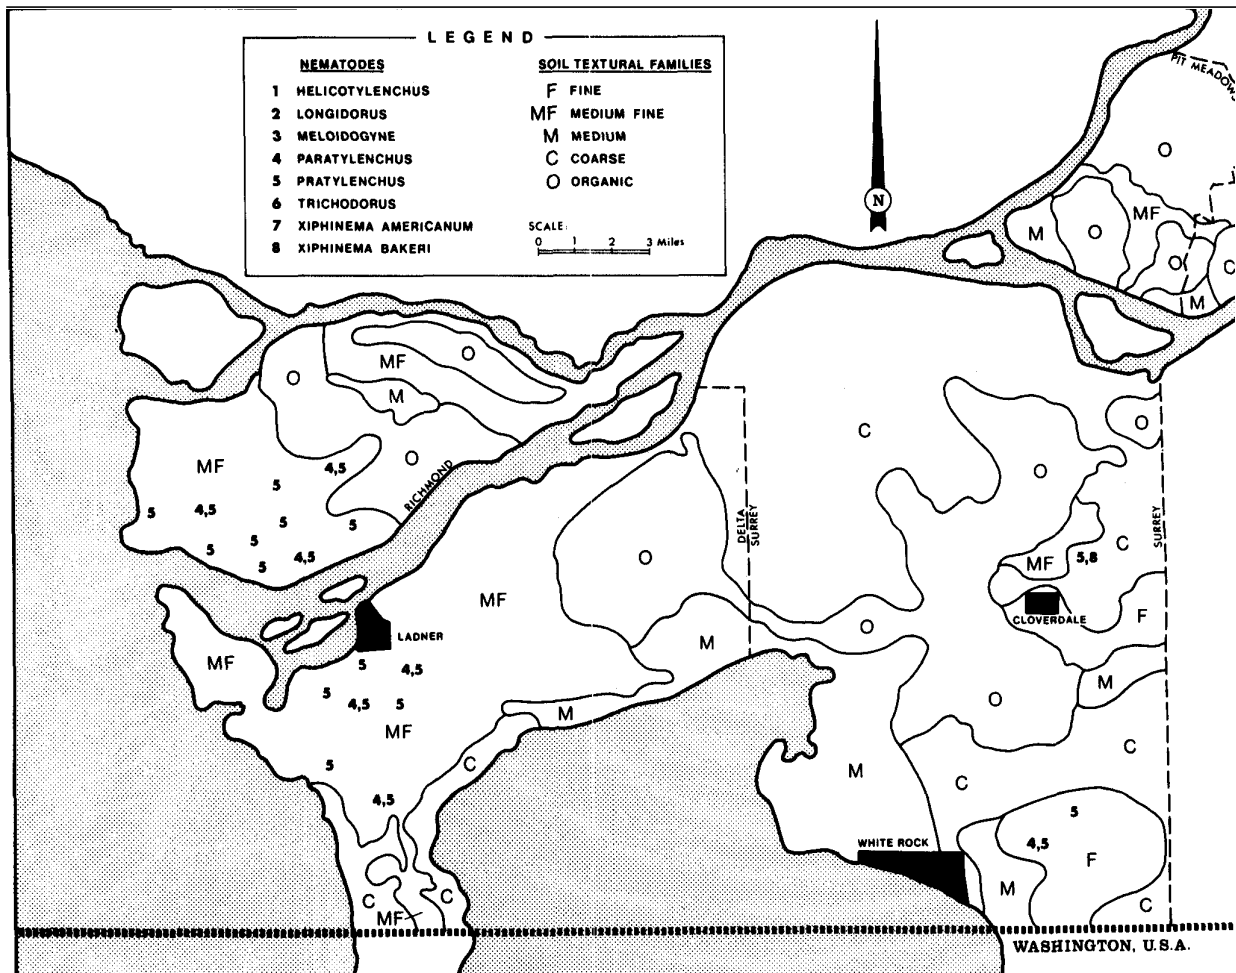 LEGEND
NEMATODES
1 HELICOTYLENCHUS
2 LONGIDORUS
3 MELOIDOGYNE
4 PARATYLENCHUS
5 PRATYLENCHUS
6 TRICHODORUS
7 XIPHINEMA AMERICANUM
8 XIPHINEMA BAKERI
SOIL TEXTURAL FAMILIES
F FINE
MF MEDIUM FINE
M MEDIUM
C COARSE
O ORGANIC
SCALE:
0 1 2 3 Miles
N
PIT MEADOWS
O
MF
M
O
O
C
M
O
MF
O
M
O
MF
4,5
5
4,5
5
5
5
5
5
4,5
5
RICHMOND
C
O
O
DELTA
SURREY
SURREY
O
C
MF
5,8
CLOVERDALE
F
MF
LADNER
MF
5
4,5
5
4,5
5
MF
M
O
O
M
M
C
5
4,5
M
C
C
WHITE ROCK
5
4,5
F
M
C
C
C
MF
WASHINGTON, U.S.A.